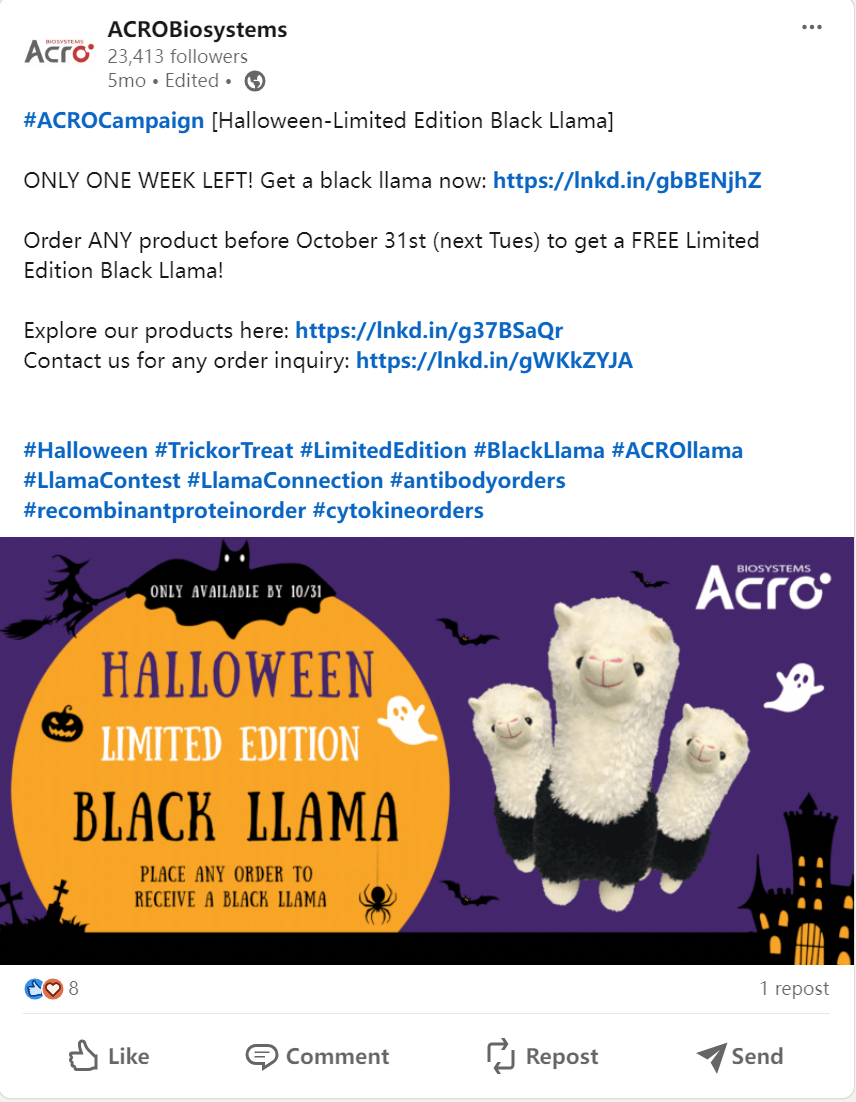 BIOSYSTEMS
Acro
ACROBiosystems
23,413 followers
5mo • Edited •
#ACROCampaign [Halloween-Limited Edition Black Llama]
ONLY ONE WEEK LEFT! Get a black llama now: https://lnkd.in/gbBENjhZ
Order ANY product before October 31st (next Tues) to get a FREE Limited
Edition Black Llama!
Explore our products here: https://lnkd.in/g37BSaQr
Contact us for any order inquiry: https://lnkd.in/gWKkZYJA
#Halloween #TrickorTreat #LimitedEdition #BlackLlama #ACROllama
#LlamaContest #LlamaConnection #antibodyorders
#recombinantproteinorder #cytokineorders
ONLY AVAILABLE BY 10/31
HALLOWEEN
LIMITED EDITION
BLACK LLAMA
PLACE ANY ORDER TO
RECEIVE A BLACK LLAMA
BIOSYSTEMS
Acro
8
1 repost
Like
Comment
Repost
Send